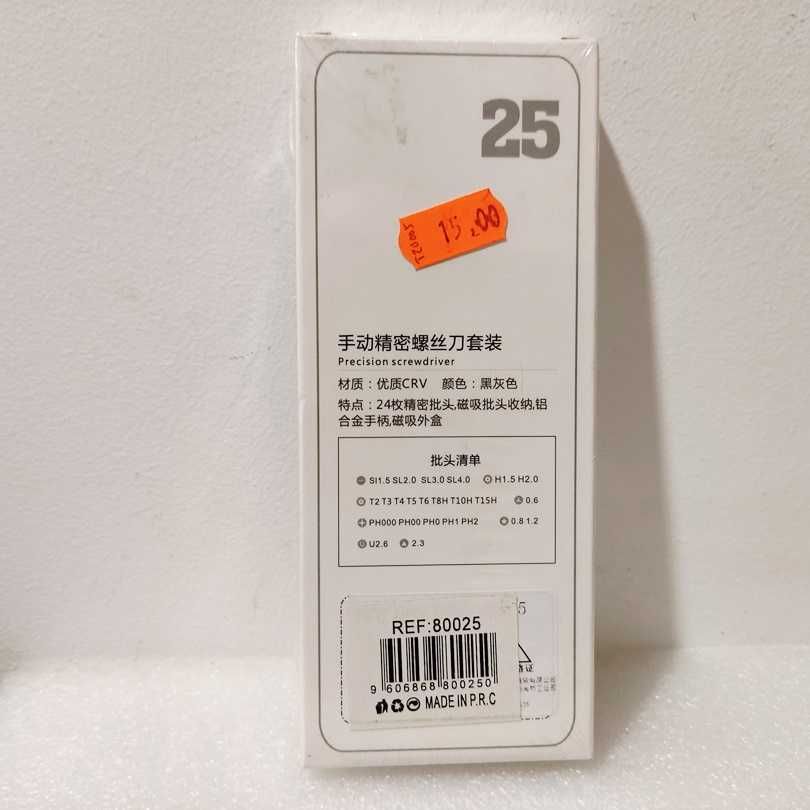 25
15.00
手动精密螺丝刀套装
Precision screwdriver
材质：优质CRV 颜色：黑灰色
特点：24枚精密批头,磁吸批头收纳,铝
合金手柄,磁吸外盒
批头清单
SI1.5 SL2.0 SL3.0 SL4.0 H1.5 H2.0
T2 T3 T4 T5 T6 T8H T10H T15H 0.6
PH000 PH00 PH0 PH1 PH2 0.8 1.2
U2.6 2.3
REF:80025
9 606868 800250
MADE IN P.R.C